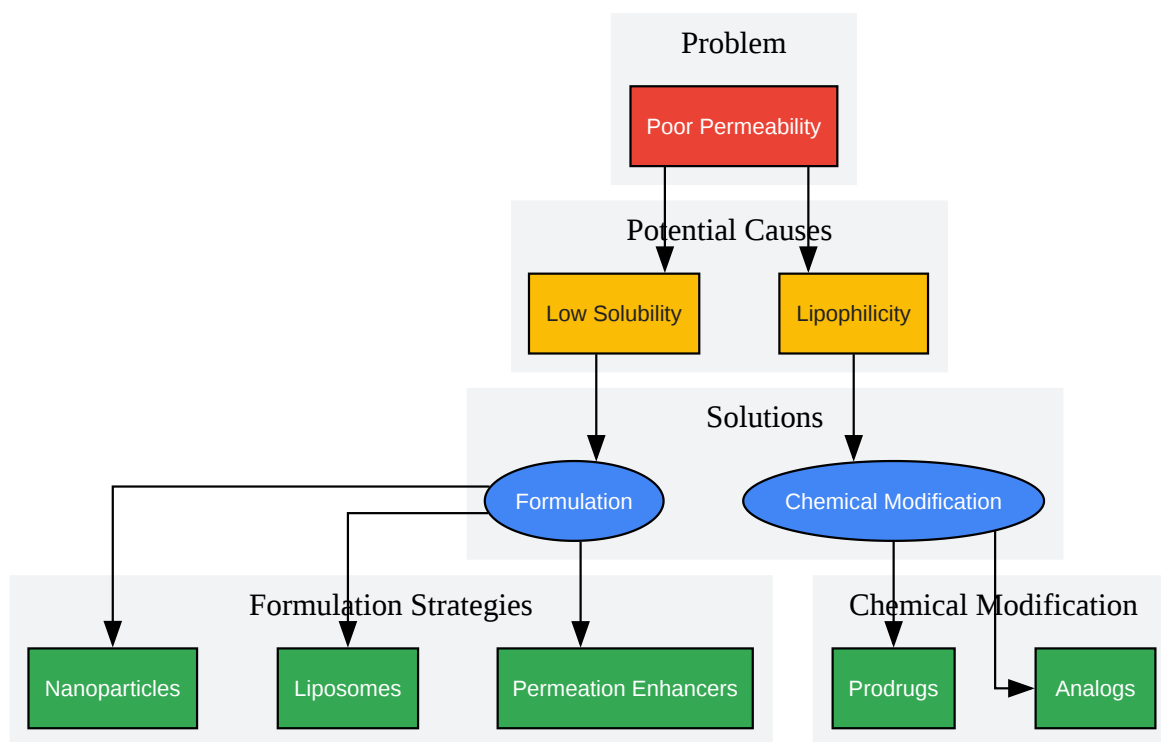 Problem
Poor Permeability
Potential Causes
Low Solubility
Lipophilicity
Solutions
Formulation
Chemical Modification
Formulation Strategies
Chemical Modification
Nanoparticles
Liposomes
Permeation Enhancers
Prodrugs
Analogs